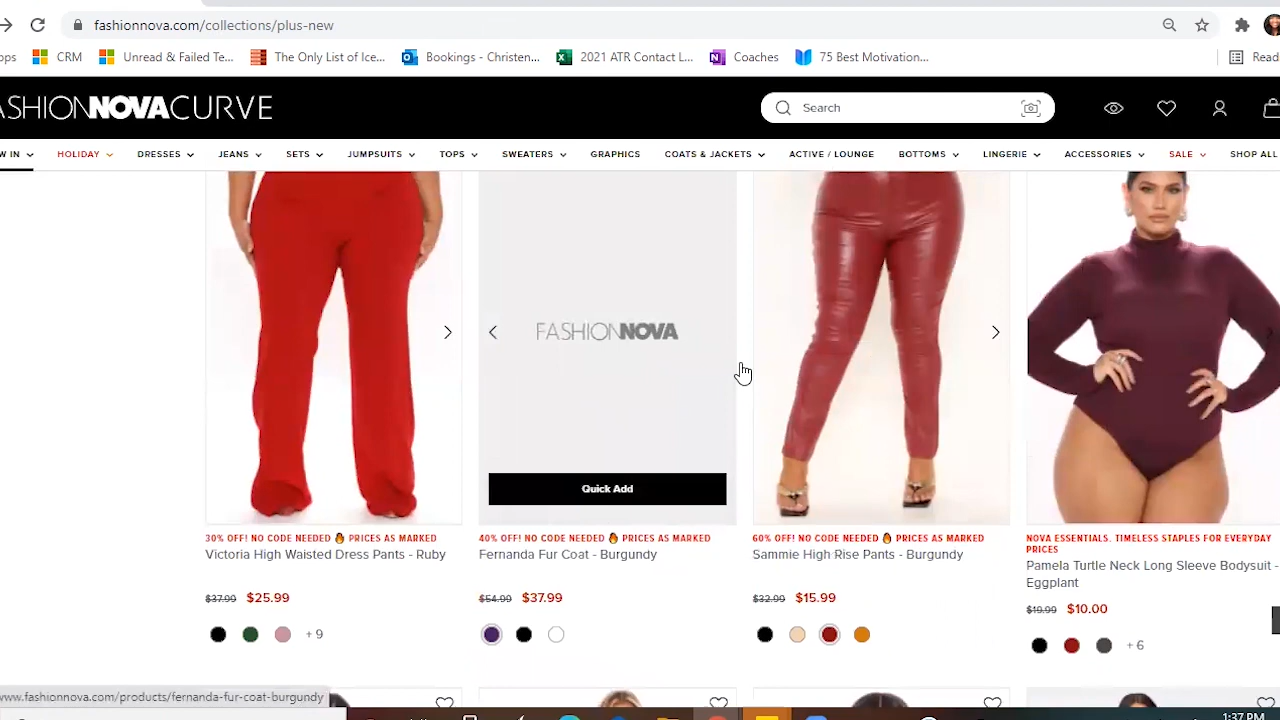 fashionnova.com/collections/plus-new
ops CRM Unread & Failed Te... The Only List of Ice... Bookings - Christen... 2021 ATR Contact L... Coaches 75 Best Motivation... Read
ASHIONNOVACURVE Search
W IN HOLIDAY DRESSES JEANS SETS JUMPSUITS TOPS SWEATERS GRAPHICS COATS & JACKETS ACTIVE / LOUNGE BOTTOMS LINGERIE ACCESSORIES SALE SHOP ALL
FASHIONNOVA
Quick Add
30% OFF! NO CODE NEEDED 🔥 PRICES AS MARKED
Victoria High Waisted Dress Pants - Ruby
$37.99 $25.99
+ 9
40% OFF! NO CODE NEEDED 🔥 PRICES AS MARKED
Fernanda Fur Coat - Burgundy
$54.99 $37.99
60% OFF! NO CODE NEEDED 🔥 PRICES AS MARKED
Sammie High Rise Pants - Burgundy
$32.99 $15.99
NOVA ESSENTIALS. TIMELESS STAPLES FOR EVERYDAY
PRICES
Pamela Turtle Neck Long Sleeve Bodysuit -
Eggplant
$19.99 $10.00
+ 6
www.fashionnova.com/products/fernanda-fur-coat-burgundy
1:37 PM